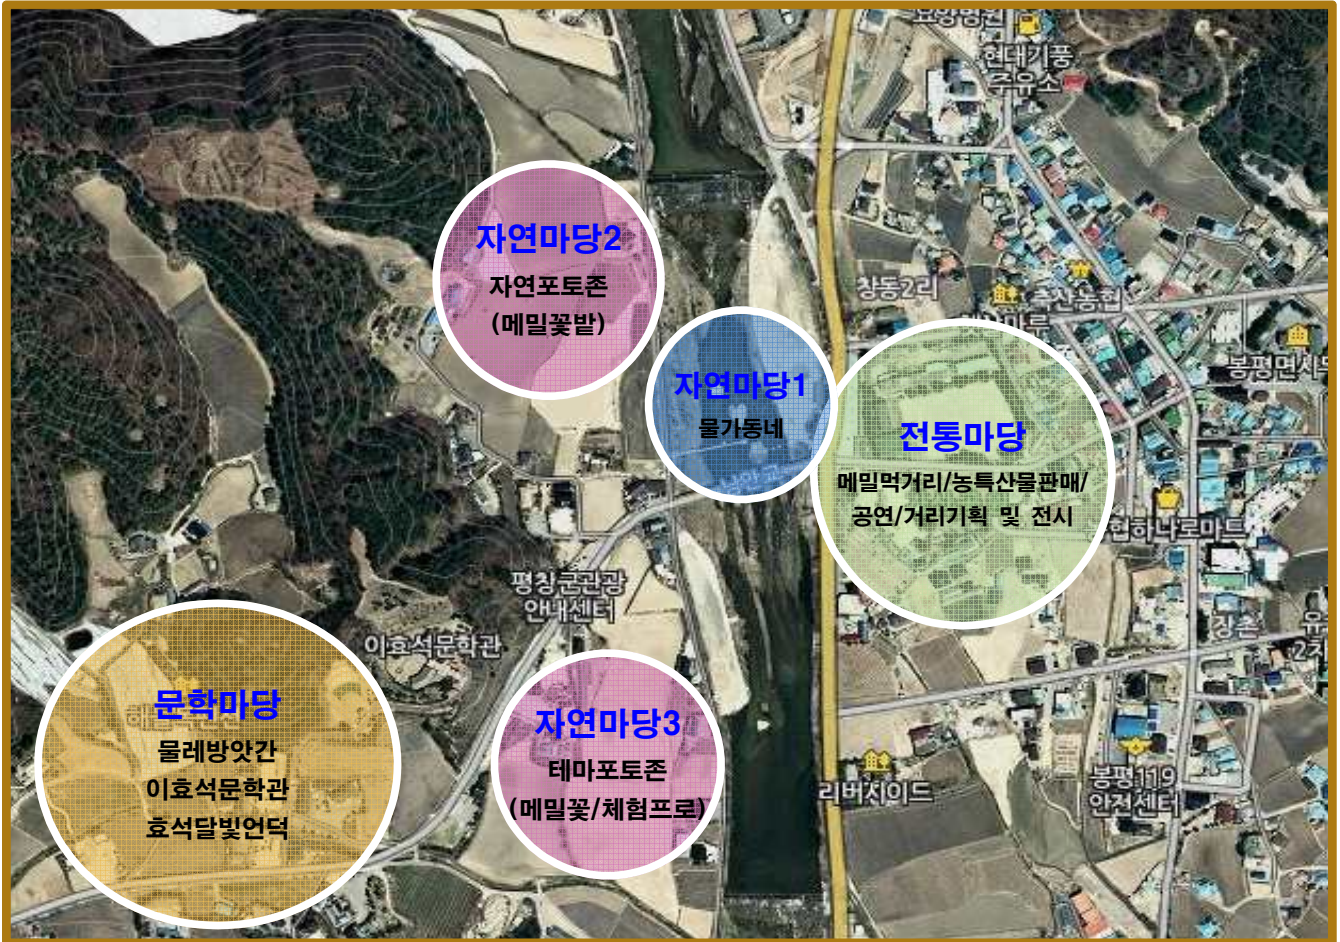 요양병원
현대기풍
주유소
자연마당2
자연포토존
(메밀꽃밭)
창동2리
축산농협
자연마당1
물가동네
봉평면사무
전통마당
메밀먹거리/농특산물판매/
공연/거리기획 및 전시
협하나로마트
평창군관광
안내센터
이효석문학관
장촌
문학마당
물레방앗간
이효석문학관
효석달빛언덕
자연마당3
테마포토존
(메밀꽃/체험프로)
리버사이드
봉평119
안전센터